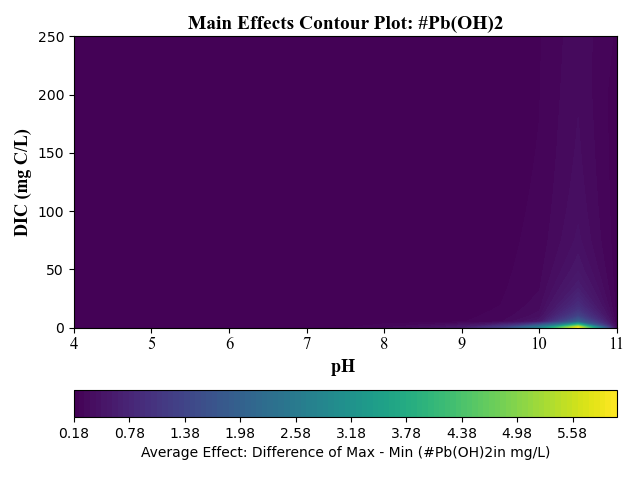 Main Effects Contour Plot: #Pb(OH)2
250
200
150
100
50
0
DIC (mg C/L)
4 5 6 7 8 9 10 11
pH
0.18 0.78 1.38 1.98 2.58 3.18 3.78 4.38 4.98 5.58
Average Effect: Difference of Max - Min (#Pb(OH)2in mg/L)